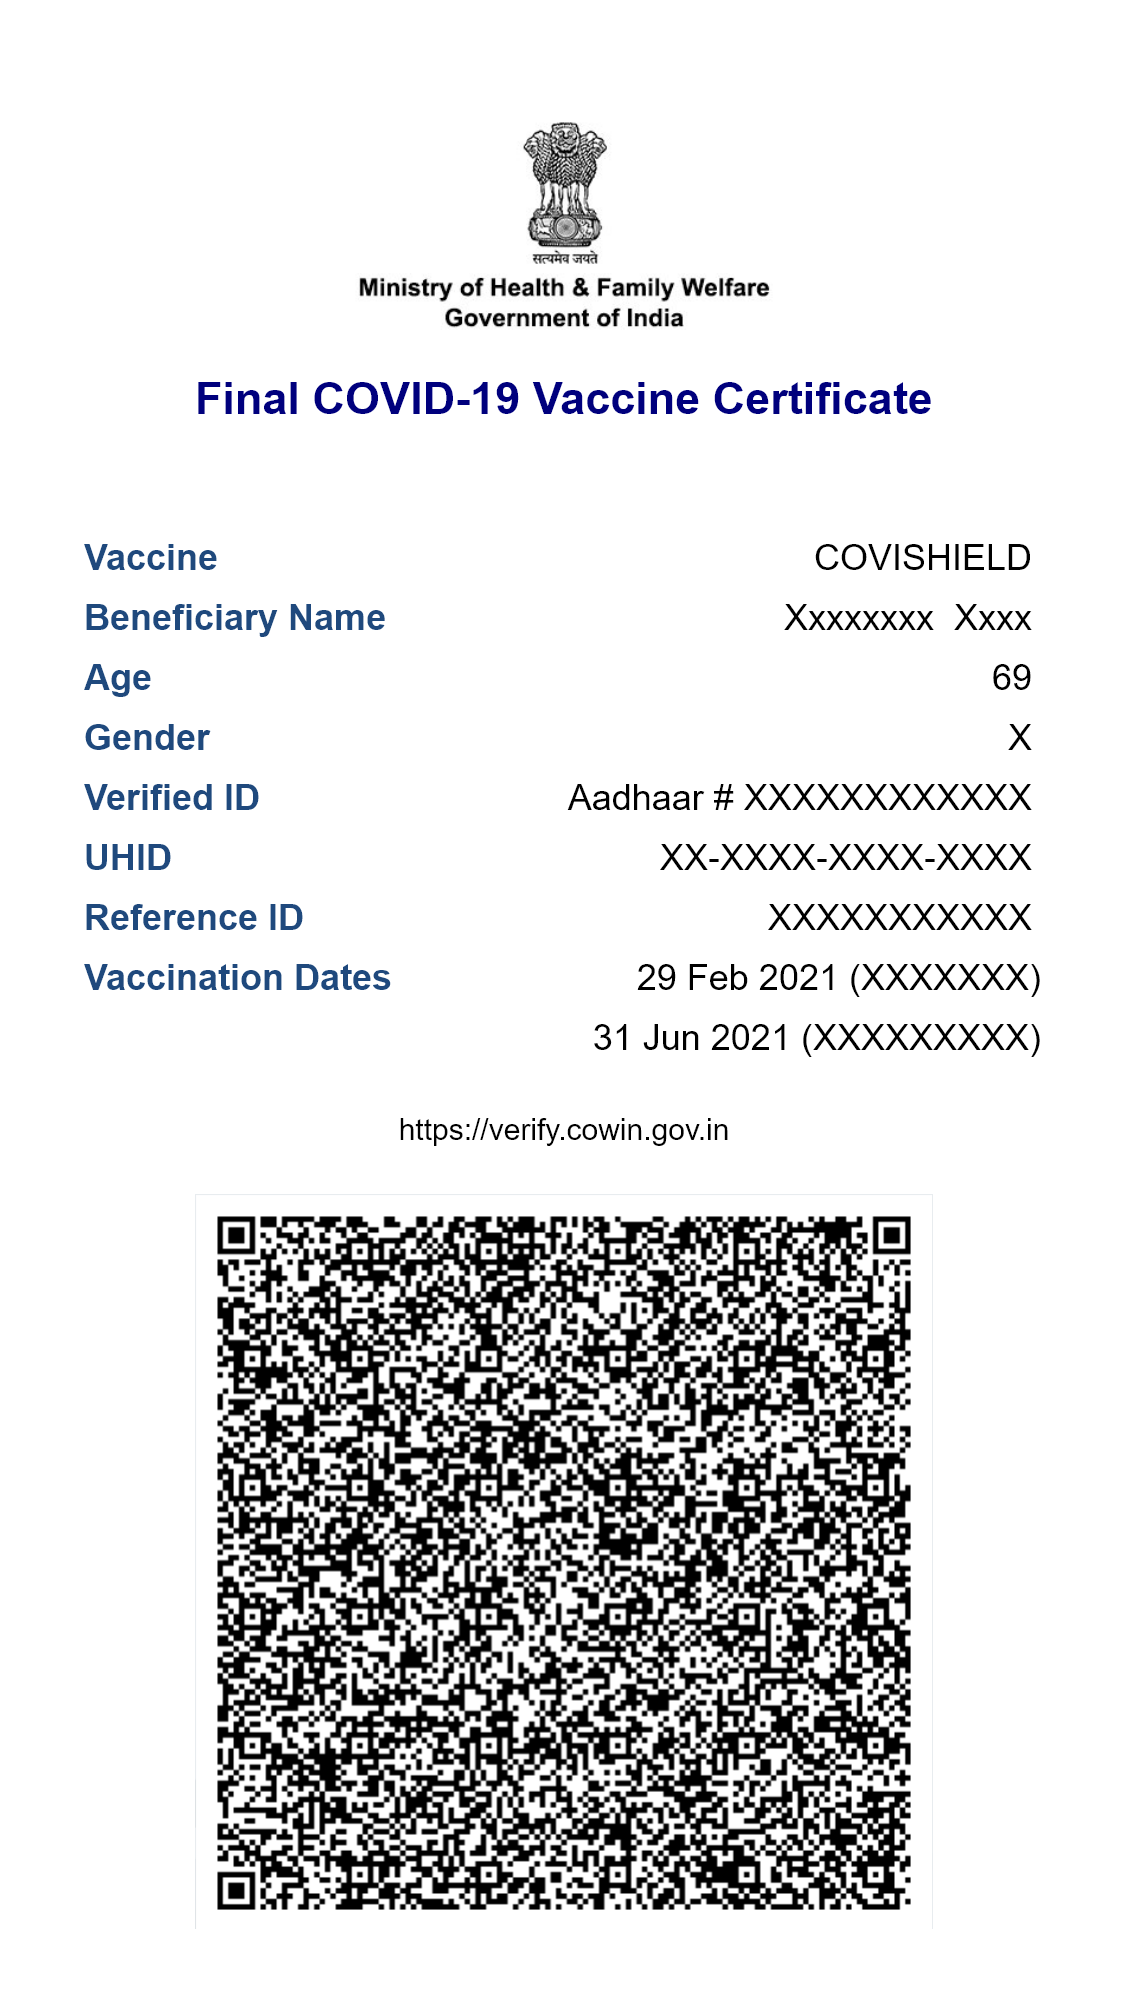 सत्यमेव जयते
Ministry of Health & Family Welfare
Government of India
Final COVID-19 Vaccine Certificate
Vaccine COVISHIELD
Beneficiary Name Xxxxxxxx Xxxx
Age 69
Gender X
Verified ID Aadhaar # XXXXXXXXXXXX
UHID XX-XXXX-XXXX-XXXX
Reference ID XXXXXXXXXXX
Vaccination Dates 29 Feb 2021 (XXXXXXX)
31 Jun 2021 (XXXXXXXXX)
https://verify.cowin.gov.in